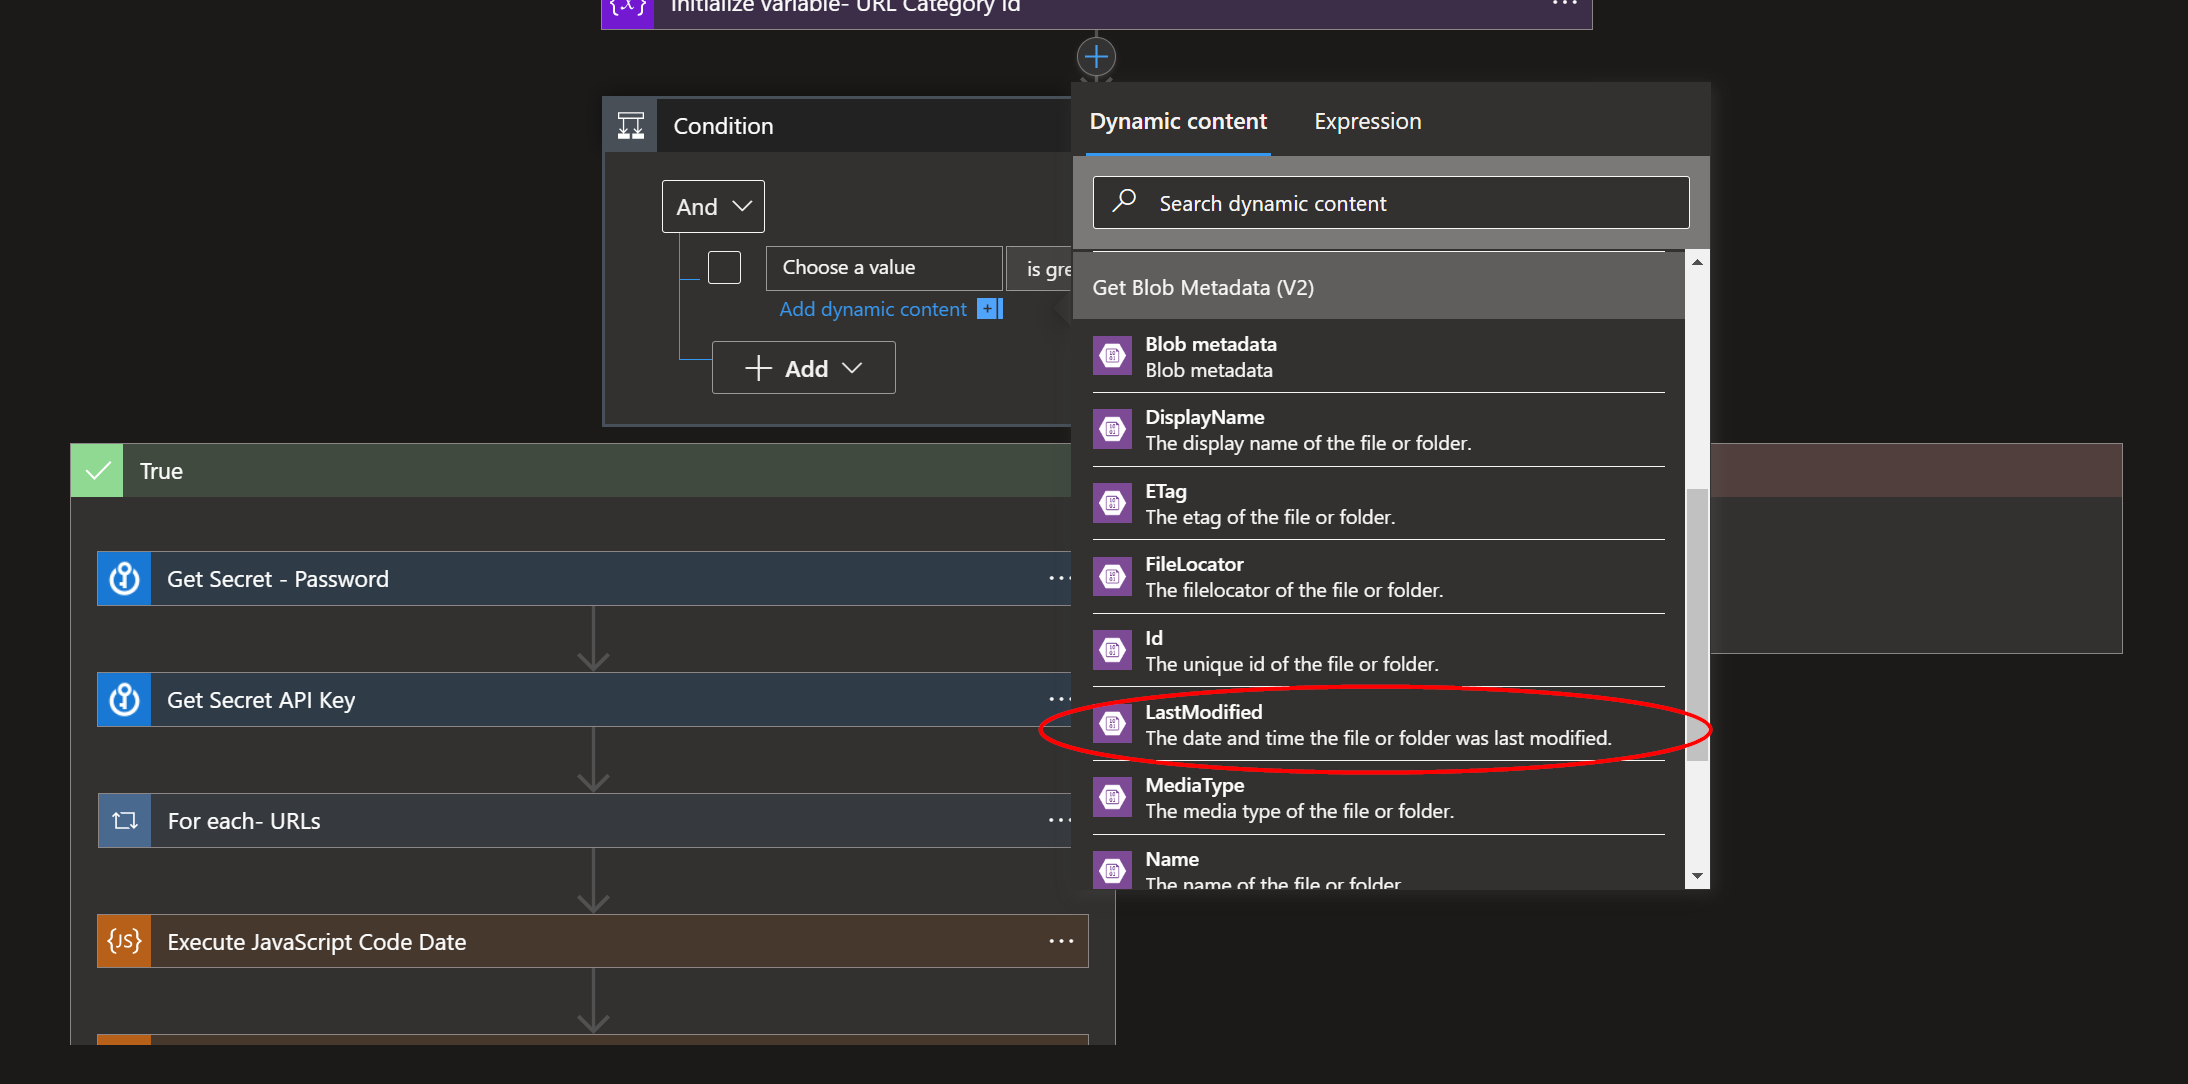 Initialize variable- URL Category Id
Condition
And
Choose a value
is gre
Add dynamic content
Add
Dynamic content
Expression
Search dynamic content
Get Blob Metadata (V2)
Blob metadata
Blob metadata
DisplayName
The display name of the file or folder.
ETag
The etag of the file or folder.
FileLocator
The filelocator of the file or folder.
Id
The unique id of the file or folder.
LastModified
The date and time the file or folder was last modified.
MediaType
The media type of the file or folder.
Name
The name of the file or folder
True
Get Secret - Password
Get Secret API Key
For each- URLs
{JS}
Execute JavaScript Code Date